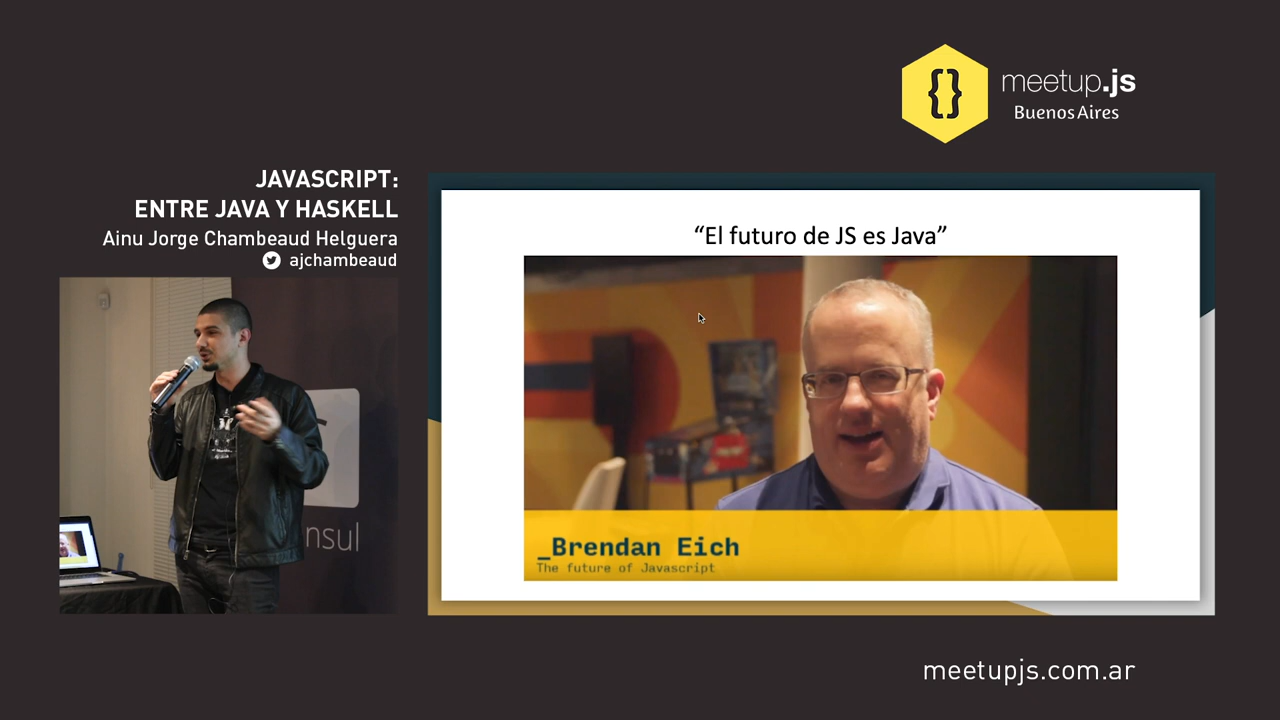 {}
meetup.js
Buenos Aires
JAVASCRIPT:
ENTRE JAVA Y HASKELL
Ainu Jorge Chambeaud Helguera
ajchambeaud
“El futuro de JS es Java”
_Brendan Eich
The future of Javascript
nsul
meetupjs.com.ar